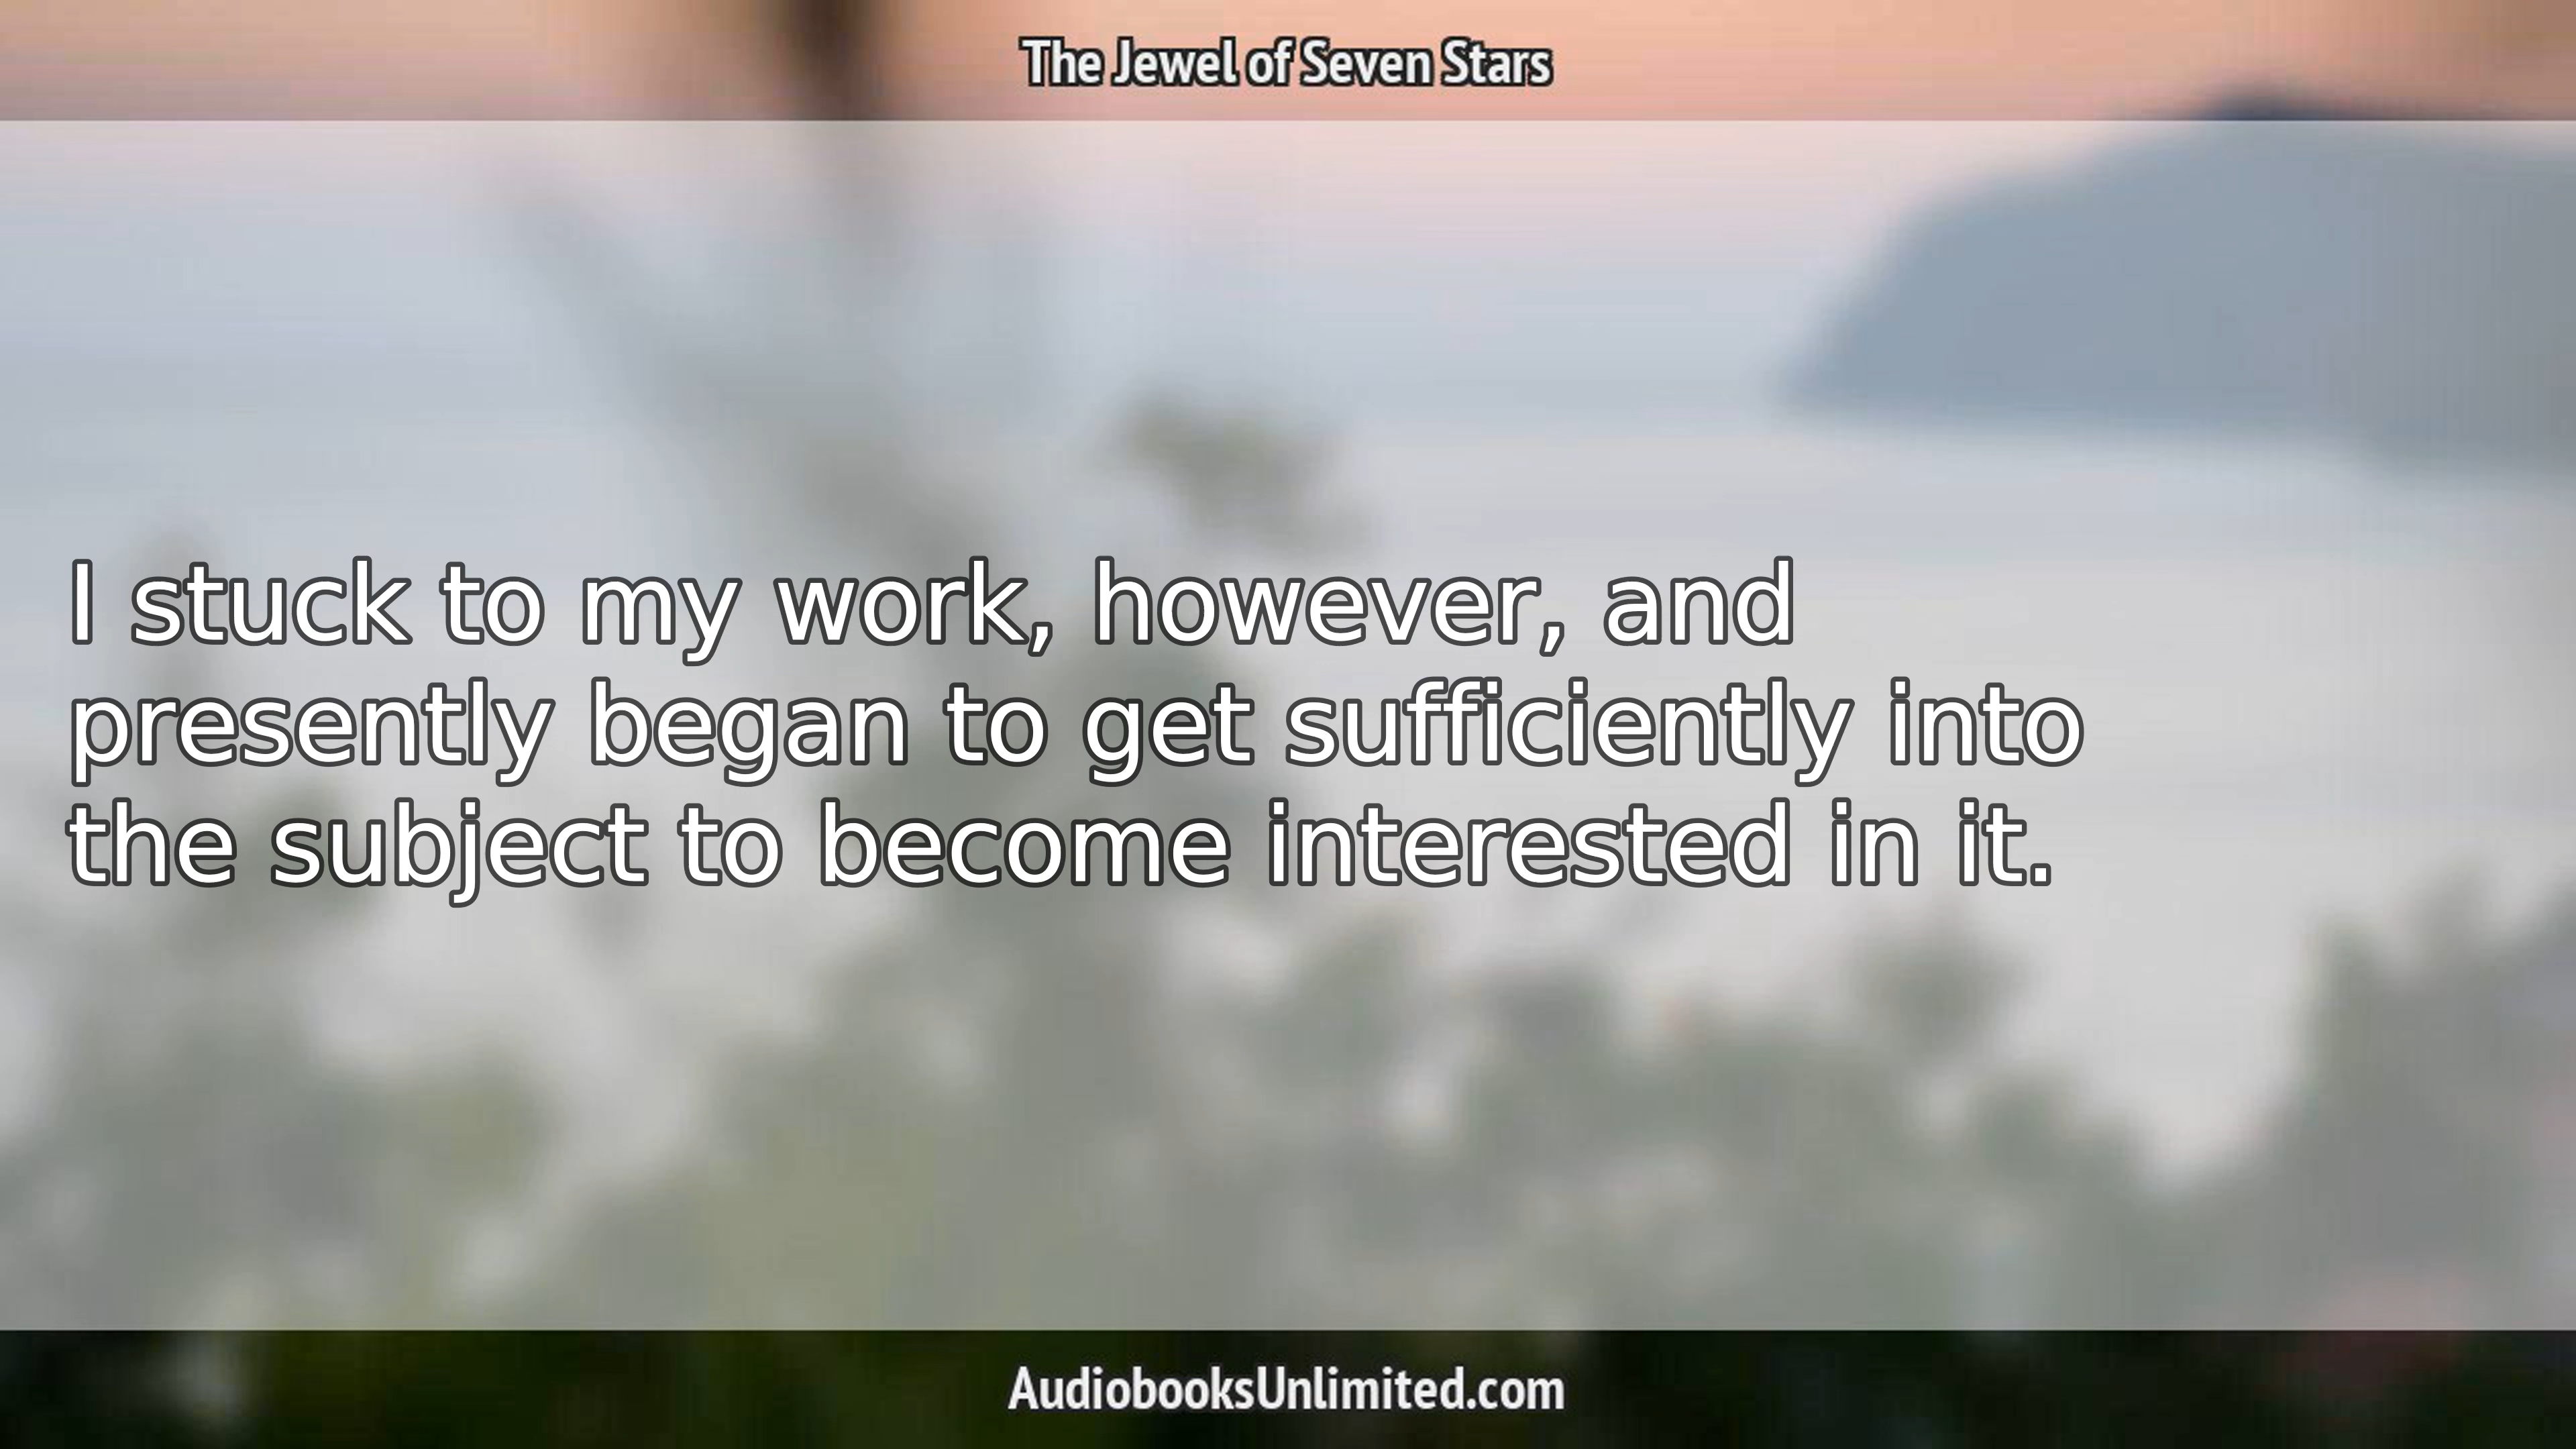 The Jewel of Seven Stars
I stuck to my work, however, and
presently began to get sufficiently into
the subject to become interested in it.
AudiobooksUnlimited.com